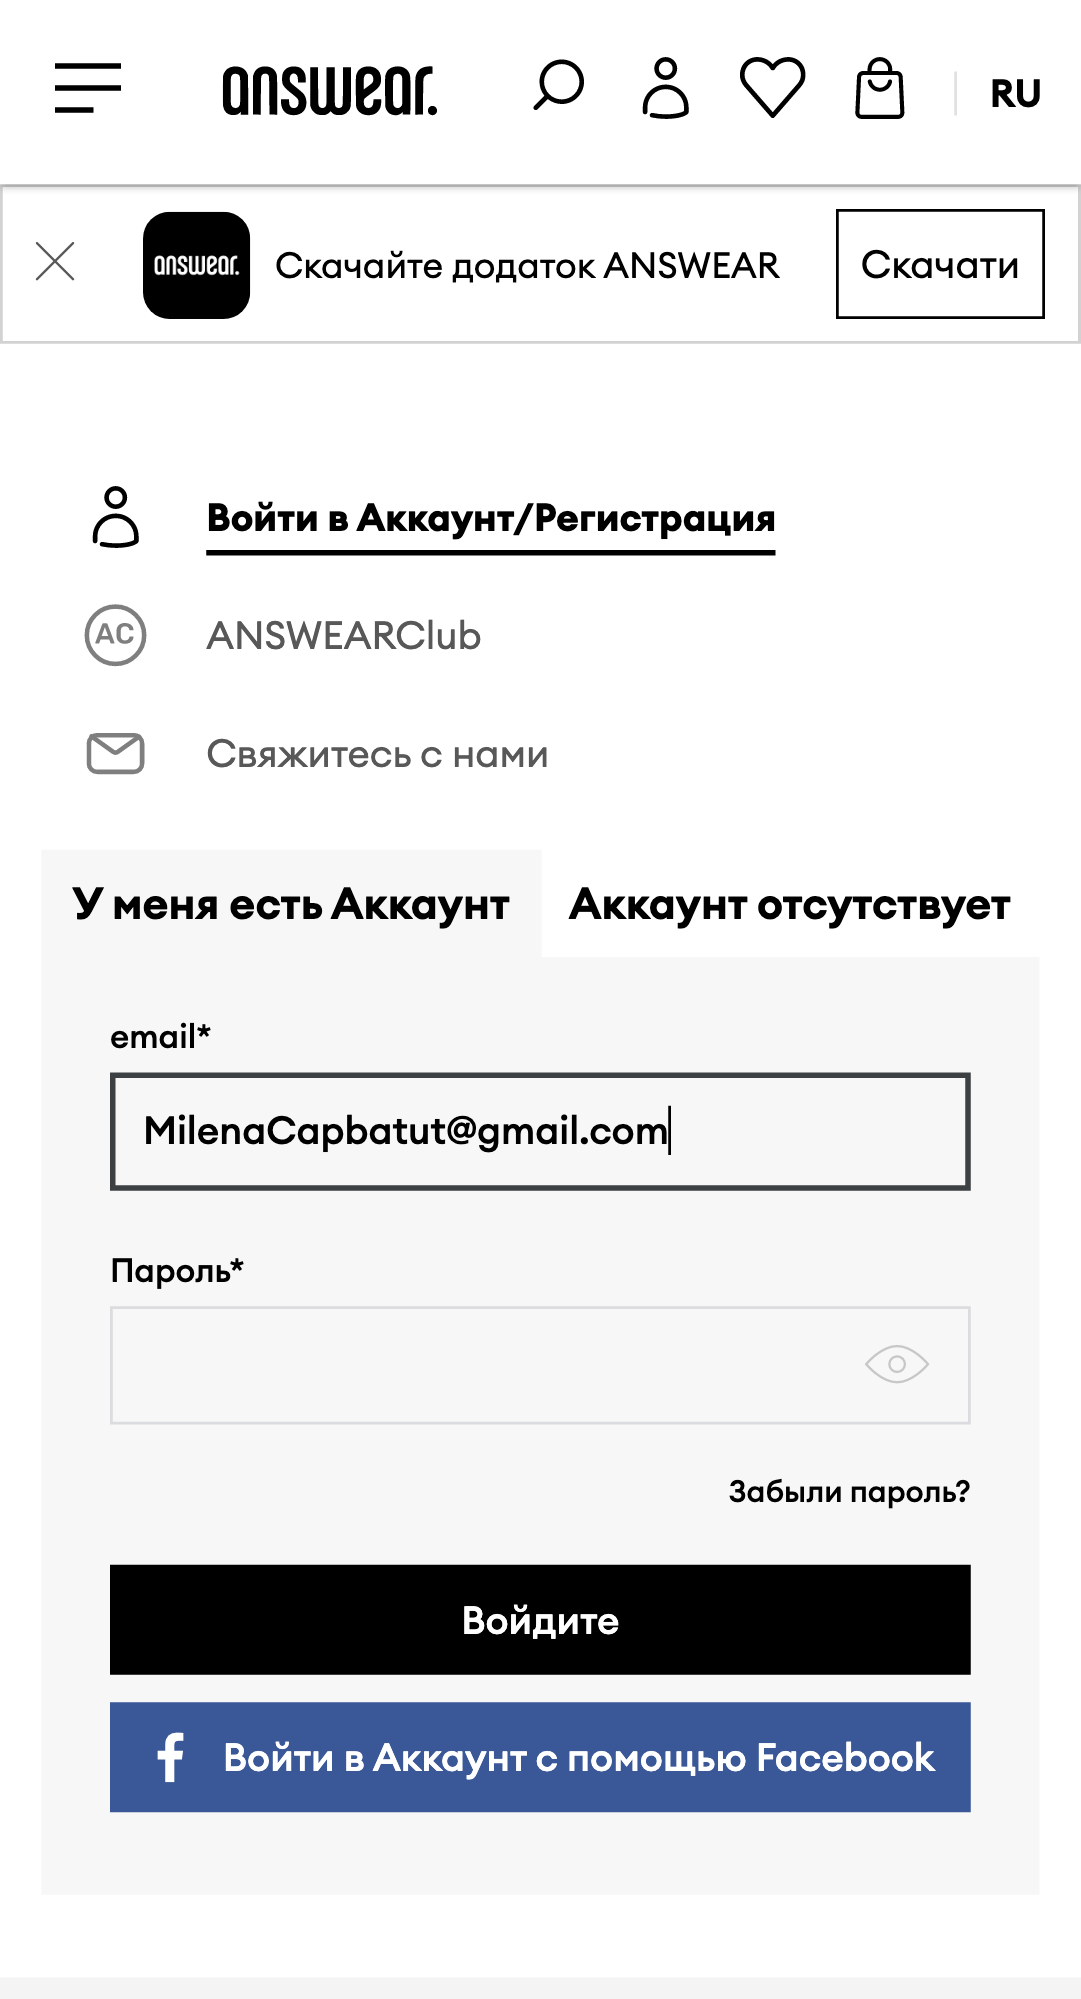 answear.
RU
answear.
Скачайте додаток ANSWEAR
Скачати
Войти в Аккаунт/Регистрация
AC
ANSWEARClub
Свяжитесь с нами
У меня есть Аккаунт
Аккаунт отсутствует
email*
MilenaCapbatut@gmail.com
Пароль*
Забыли пароль?
Войдите
f
Войти в Аккаунт с помощью Facebook